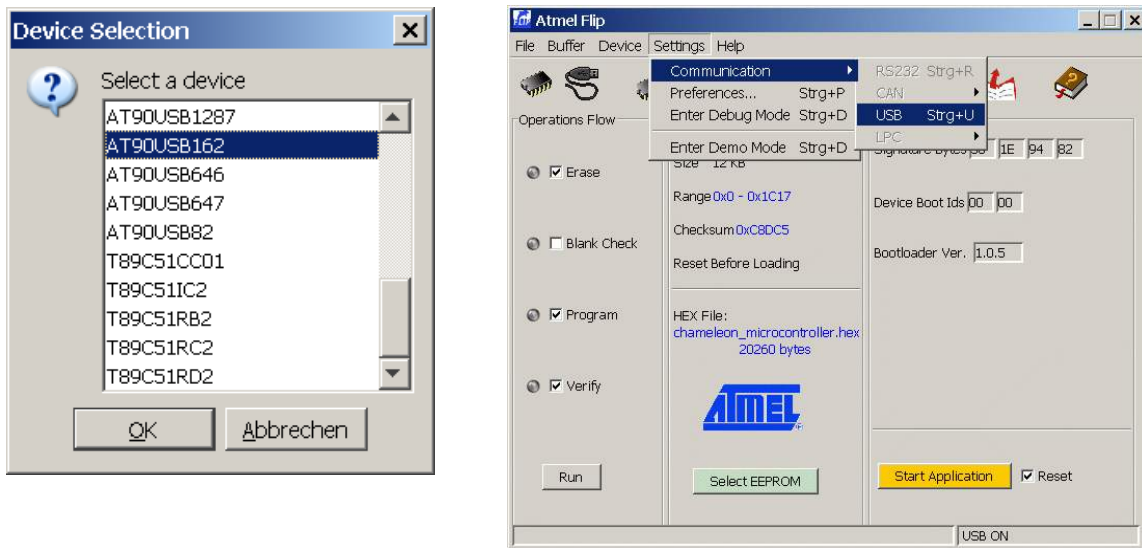 Device Selection
Select a device
AT90USB1287
AT90USB162
AT90USB646
AT90USB647
AT90USB82
T89C51CC01
T89C51IC2
T89C51RB2
T89C51RC2
T89C51RD2
OK Abbrechen
Atmel Flip
File Buffer Device Settings Help
Communication
Preferences... Strg+P
Enter Debug Mode Strg+D
Enter Demo Mode Strg+D
RS232 Strg+R
CAN
USB Strg+U
LPC
Operations Flow
Erase
Blank Check
Program
Verify
Run
Size 12 KB
Range 0x0 - 0x1C17
Checksum 0xC8DC5
Reset Before Loading
HEX File:
chameleon_microcontroller.hex
20260 bytes
ATMEL
Select EEPROM
Signature Bytes 1E 94 82
Device Boot Ids 00 00
Bootloader Ver. 1.0.5
Start Application Reset
USB ON